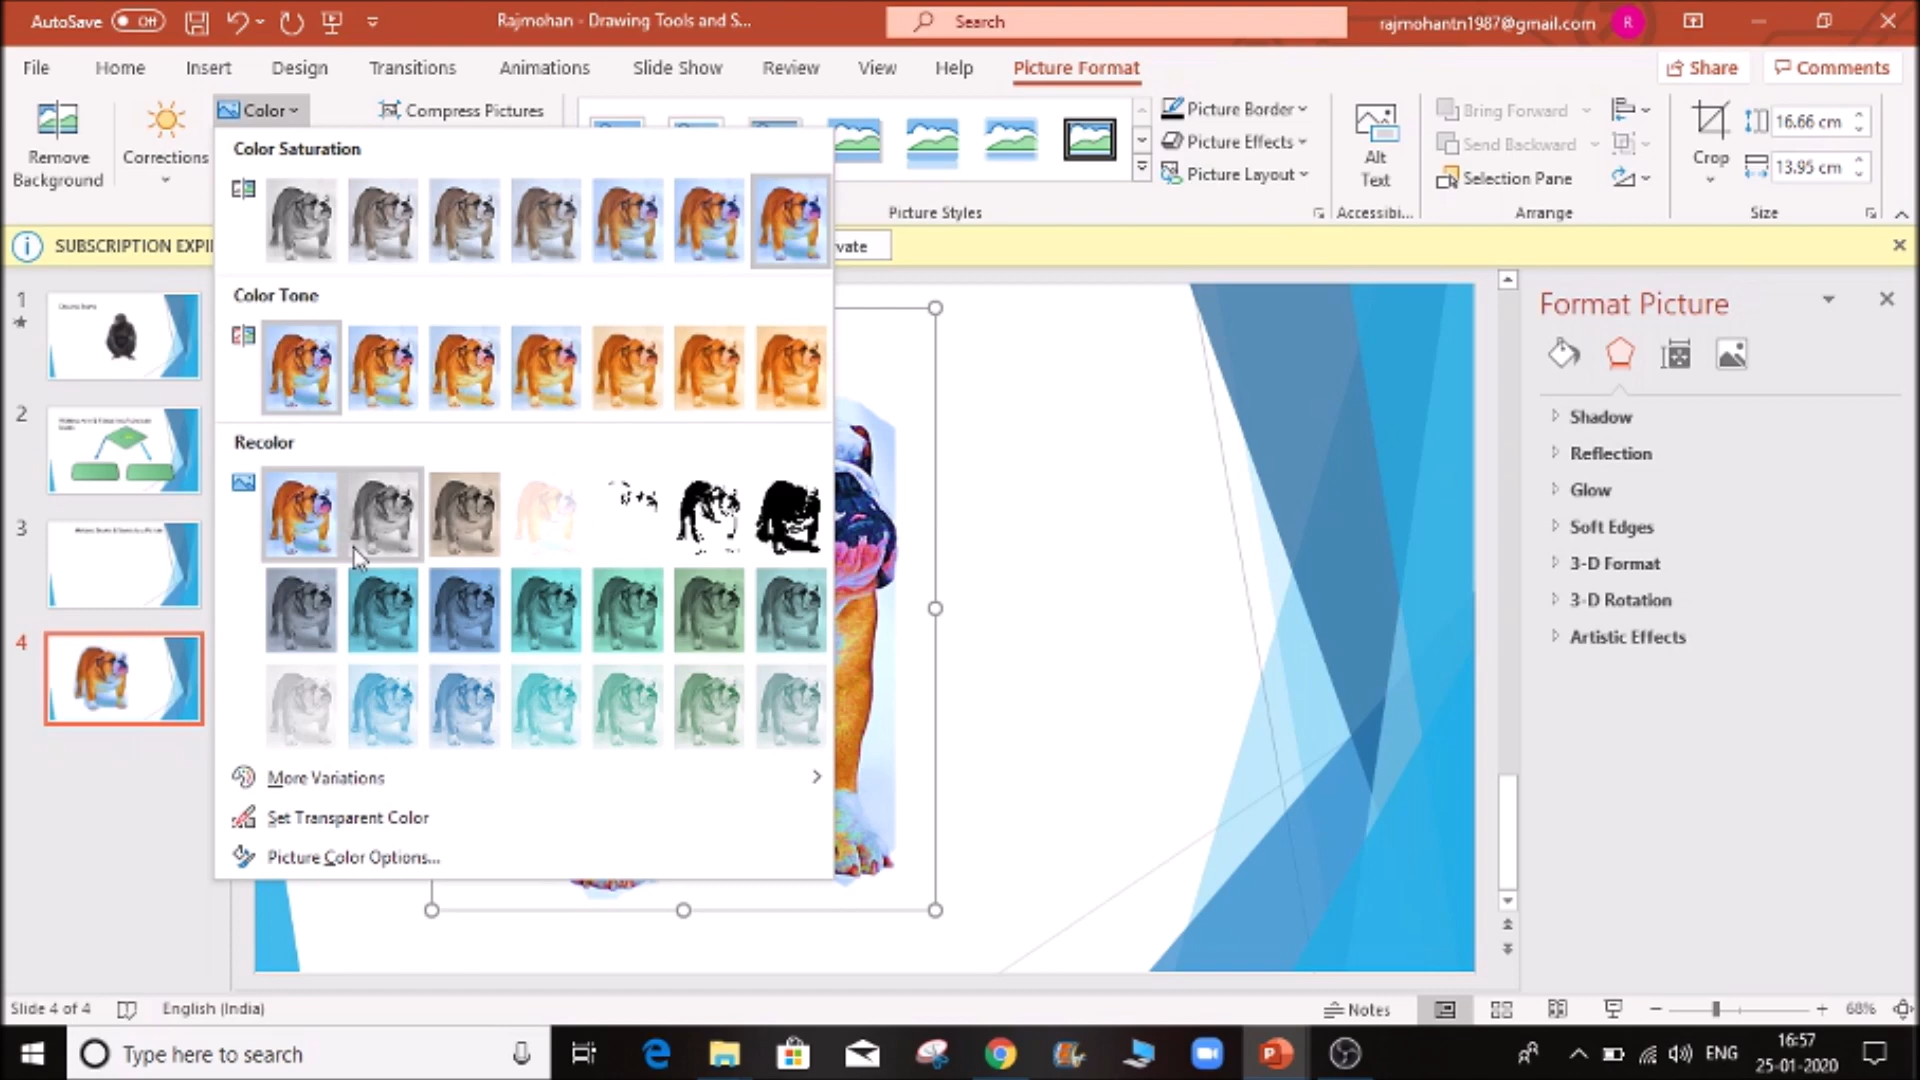 AutoSave Off
Rajmohan - Drawing Tools and S...
Search
rajmohantn1987@gmail.com
R
File Home Insert Design Transitions Animations Slide Show Review View Help Picture Format
Share
Comments
Remove Background
Corrections
Color
Compress Pictures
Picture Border
Picture Effects
Picture Layout
Picture Styles
Alt Text
Accessibi...
Bring Forward
Send Backward
Selection Pane
Arrange
Crop
16.66 cm
13.95 cm
Size
SUBSCRIPTION EXPI
vate
Color Saturation
Color Tone
Recolor
More Variations
Set Transparent Color
Picture Color Options...
1
2
3
4
Format Picture
Shadow
Reflection
Glow
Soft Edges
3-D Format
3-D Rotation
Artistic Effects
Slide 4 of 4
English (India)
Notes
68%
Type here to search
ENG
16:57
25-01-2020